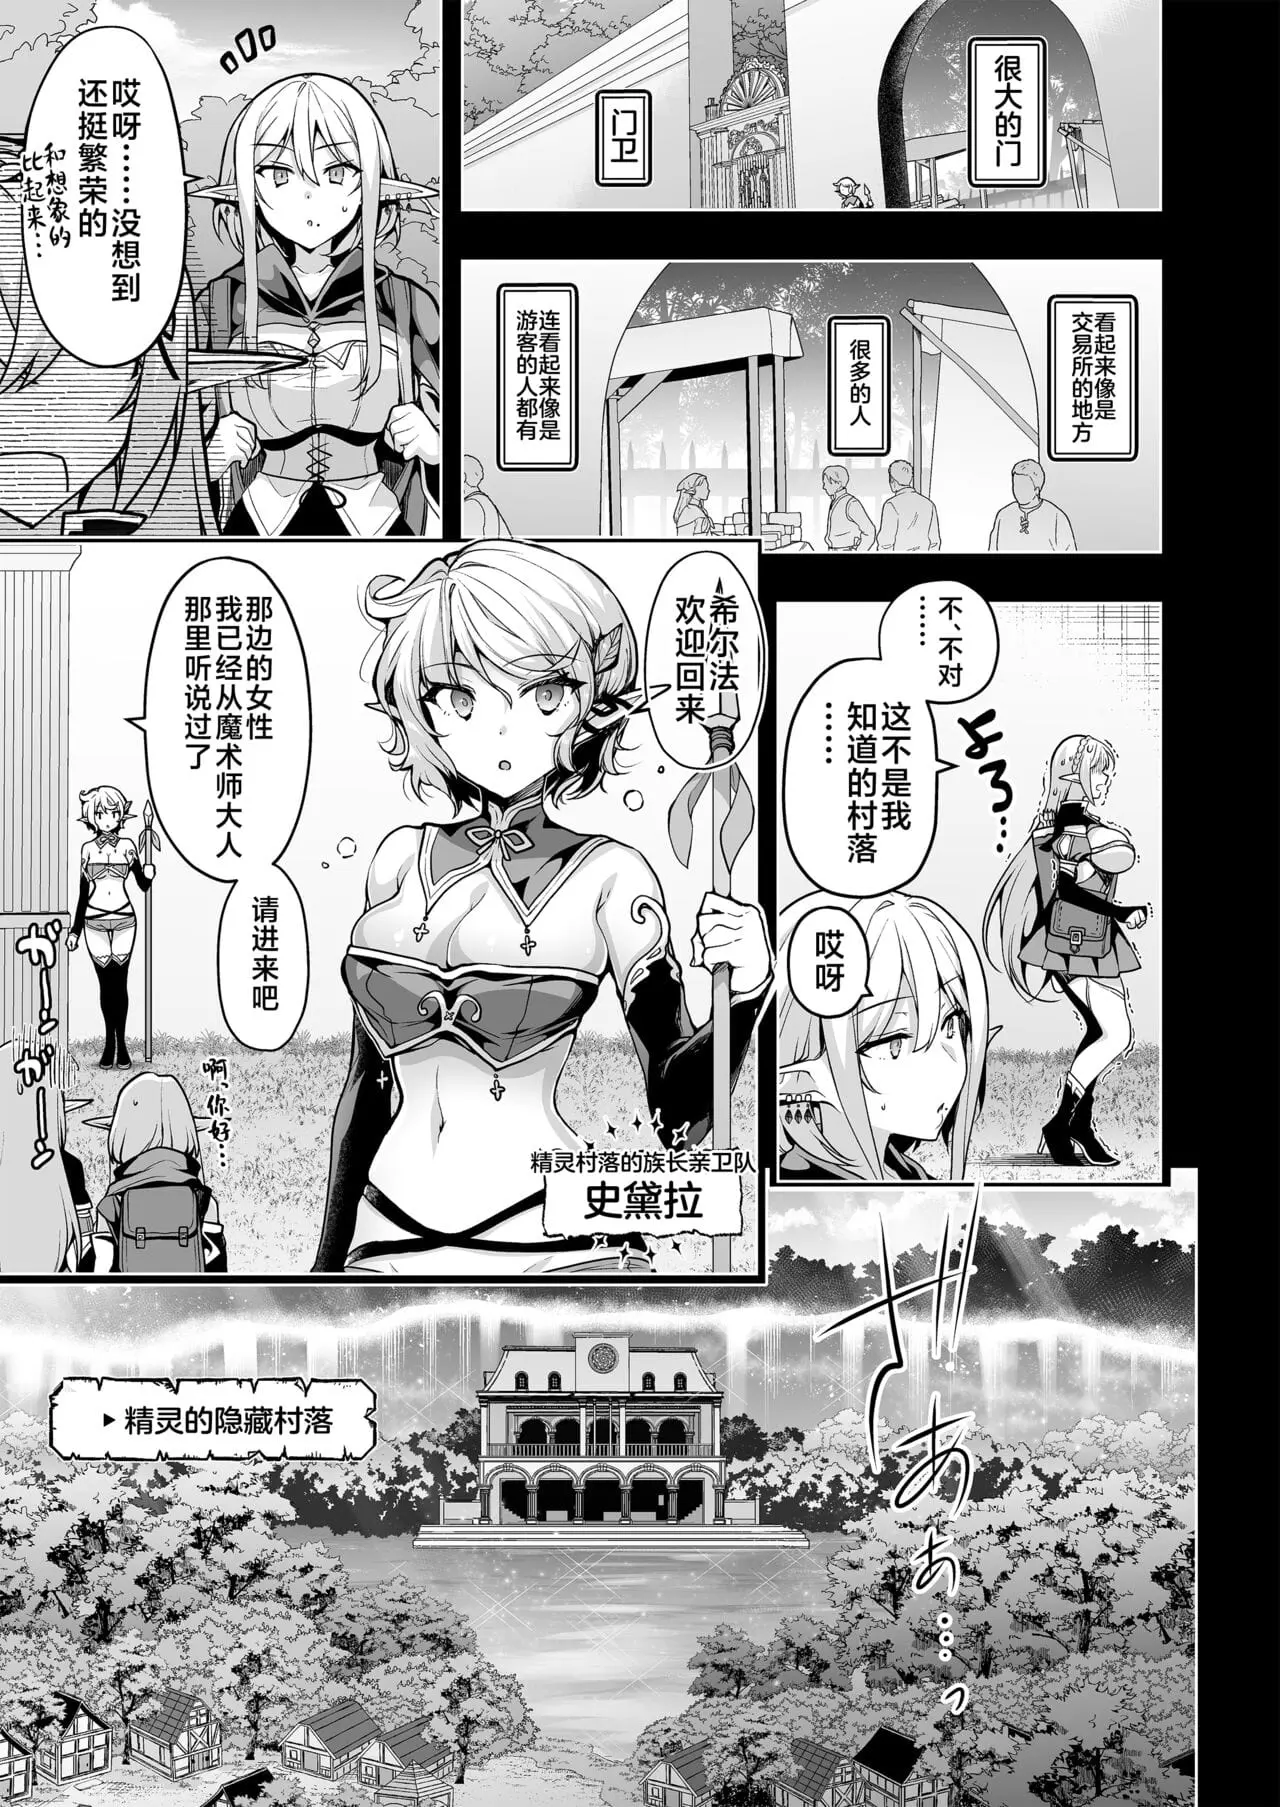 很大的门
门卫
看起来像是
交易所的地方
很多的人
连看起来像是
游客的人都有
哎呀……没想到
还挺繁荣的
和想象的
比起来…
不、不对
……
这不是我
知道的村落
……
よろ…
哎呀
希尔法
欢迎回来
那边的女性
我已经从魔术师大人
那里听说过了
请进来吧
精灵村落的族长亲卫队
史黛拉
ガーン
ガーン
啊、你好…
精灵的隐藏村落
▶